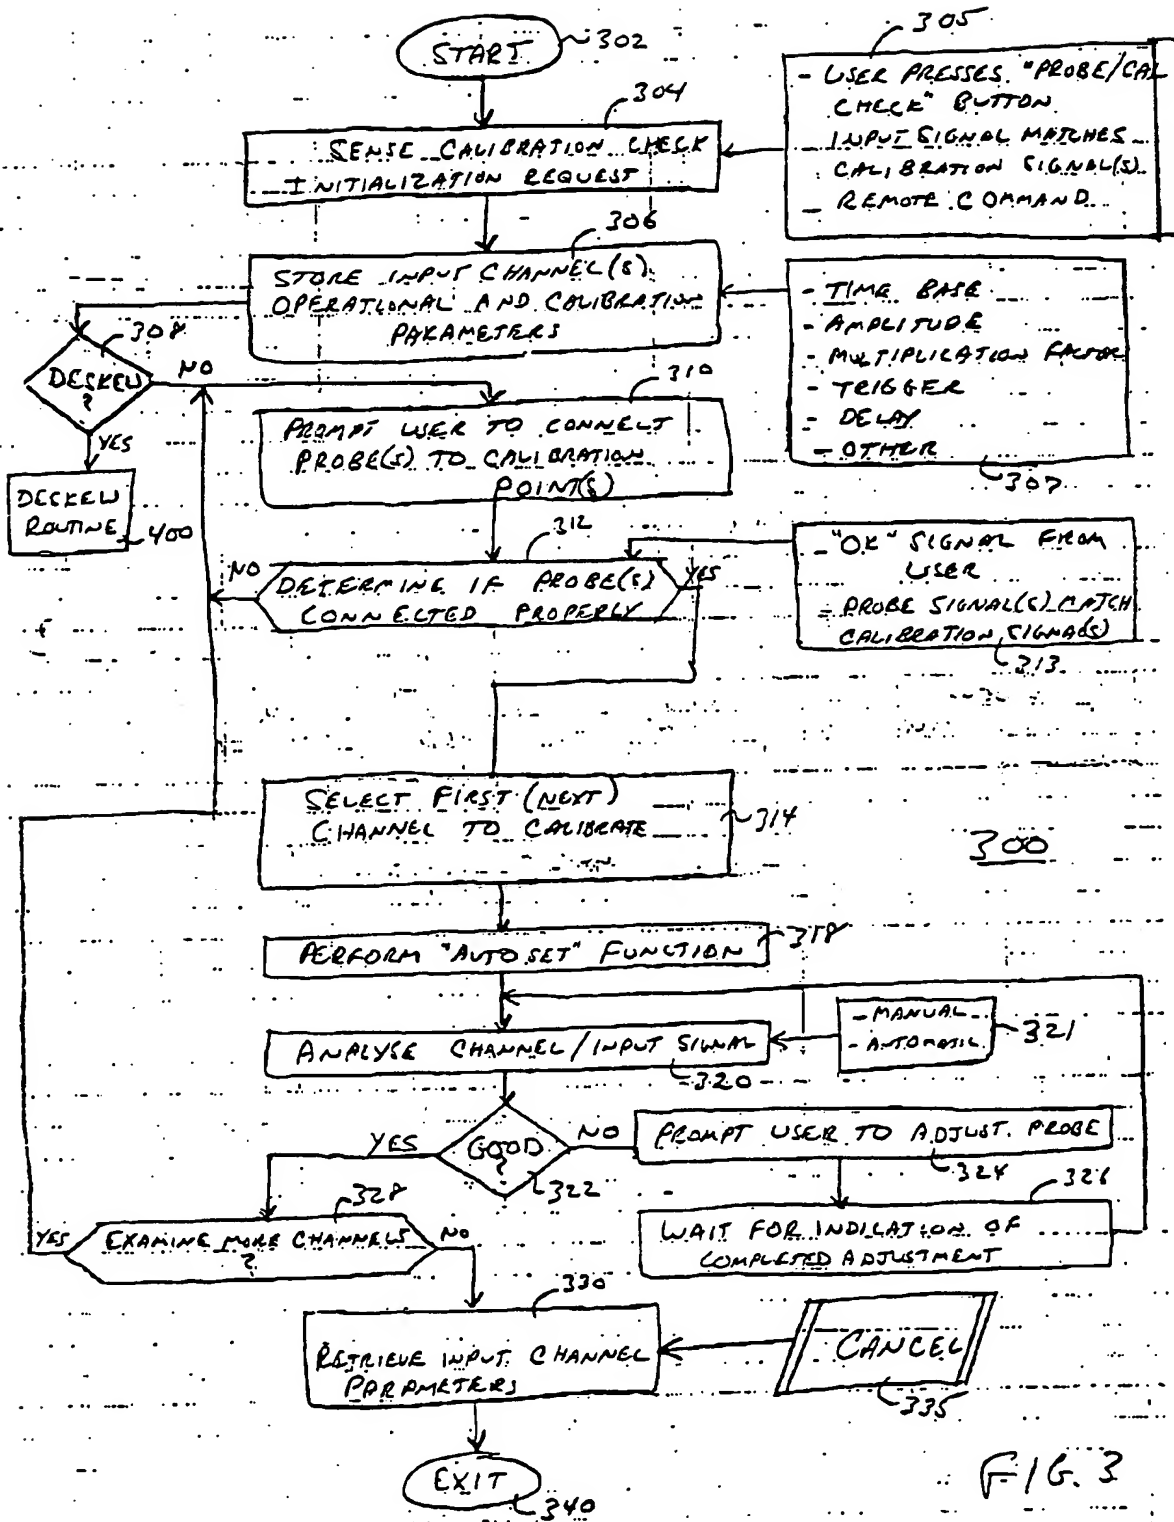 START
302
304
SENSE CALIBRATION CHECK
INITIALIZATION REQUEST
305
- USER PRESSES "PROBE/CAL
CHECK" BUTTON
INPUT SIGNAL MATCHES
CALIBRATION SIGNAL(S)
- REMOTE COMMAND
306
STORE INPUT CHANNEL(S)
OPERATIONAL AND CALIBRATION
PARAMETERS
- TIME BASE
- AMPLITUDE
- MULTIPLICATION FACTOR
- TRIGGER
- DELAY
- OTHER
307
308
DESKEW
?
NO
YES
DESKEW
ROUTINE
400
310
PROMPT USER TO CONNECT
PROBE(S) TO CALIBRATION
POINT(S)
312
NO
DETERMINE IF PROBE(S)
CONNECTED PROPERLY
YES
- "OK" SIGNAL FROM
USER
- PROBE SIGNAL(S) CATCH
CALIBRATION SIGNAL(S)
313
SELECT FIRST (NEXT)
CHANNEL TO CALIBRATE
314
300
PERFORM "AUTOSET" FUNCTION
318
ANALYSE CHANNEL/INPUT SIGNAL
320
- MANUAL
- AUTOMATIC
321
YES
GOOD
?
NO
322
PROMPT USER TO ADJUST PROBE
324
326
WAIT FOR INDICATION OF
COMPLETED ADJUSTMENT
328
YES
EXAMINE MORE CHANNELS
?
NO
330
RETRIEVE INPUT CHANNEL
PARAMETERS
CANCEL
335
EXIT
340
FIG. 3